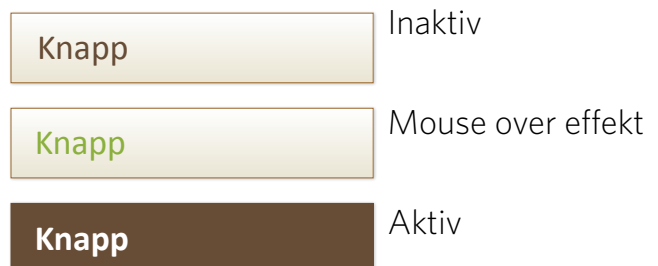 Knapp
Inaktiv
Knapp
Mouse over effekt
Knapp
Aktiv